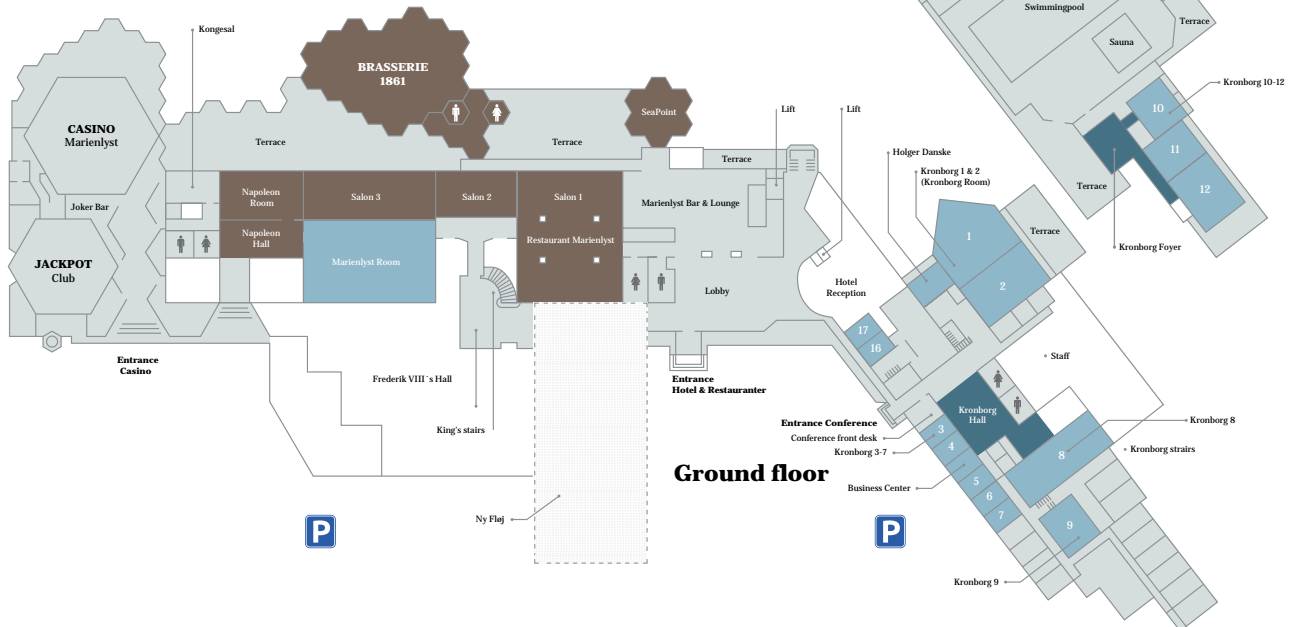 Swimmingpool
Terrace
Sauna
Kongesal
BRASSERIE
1861
Kronborg 10-12
10
11
12
CASINO
Marienlyst
SeaPoint
Lift
Lift
Terrace
Terrace
Terrace
Holger Danske
Kronborg 1 & 2
(Kronborg Room)
Terrace
Kronborg Foyer
Joker Bar
Napoleon
Room
Salon 3
Salon 2
Salon 1
Marienlyst Bar & Lounge
Napoleon
Hall
Restaurant Marienlyst
Marienlyst Room
1
Terrace
2
JACKPOT
Club
Lobby
Hotel
Reception
17
16
Staff
Entrance
Casino
Frederik VIII´s Hall
Entrance
Hotel & Restauranter
King's stairs
Kronborg
Hall
Entrance Conference
Conference front desk
Kronborg 3-7
3
4
5
6
7
8
9
Kronborg 8
Kronborg strairs
Business Center
Ground floor
Ny Fløj
P
P
Kronborg 9